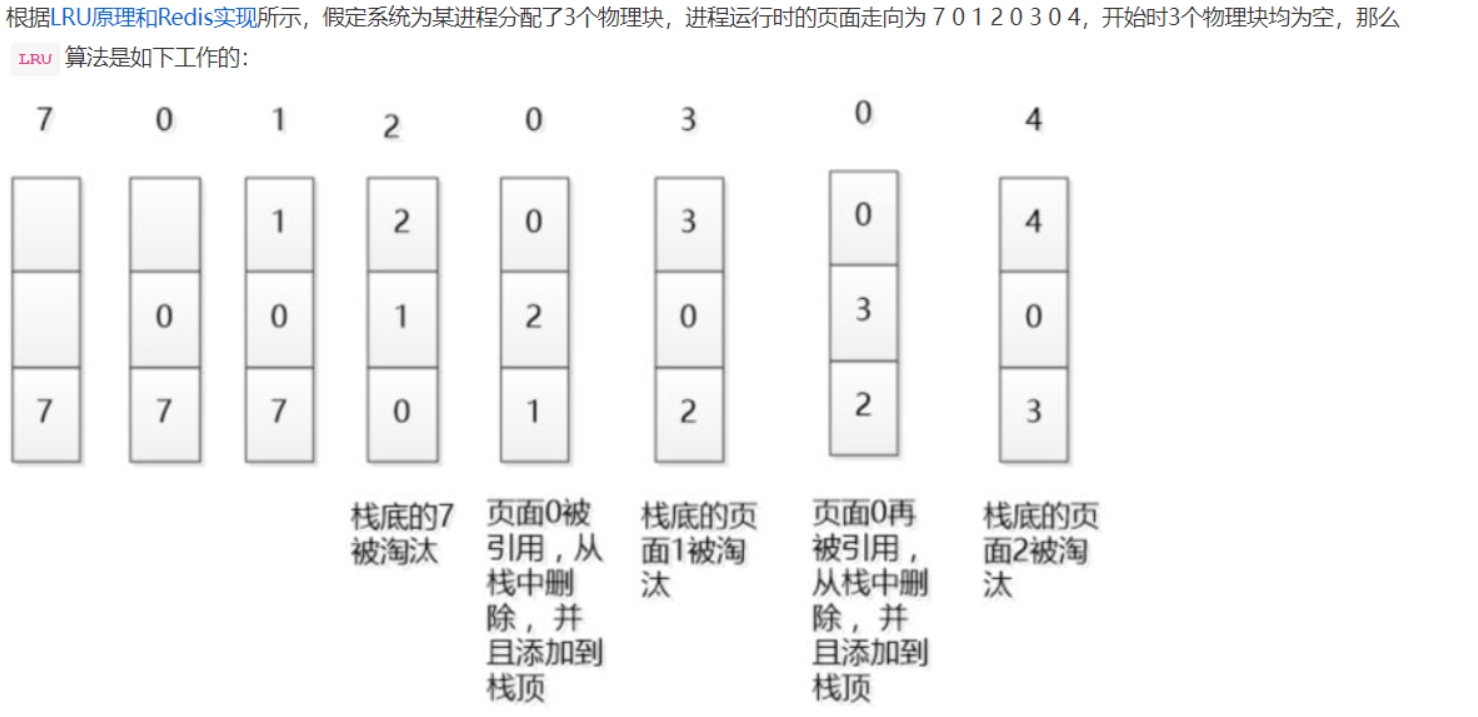 根据LRU原理和Redis实现所示，假定系统为某进程分配了3个物理块，进程运行时的页面走向为 7 0 1 2 0 3 0 4，开始时3个物理块均为空，那么
LRU 算法是如下工作的：
7 0 1 2 0 3 0 4
1 2 0 3 0 4
0 0 1 2 0 3 0
7 7 7 0 1 2 2 3
栈底的7
被淘汰
页面0被
引用，从
栈中删
除，并
且添加到
栈顶
栈底的页
面1被淘
汰
页面0再
被引用，
从栈中删
除，并
且添加到
栈顶
栈底的页
面2被淘
汰